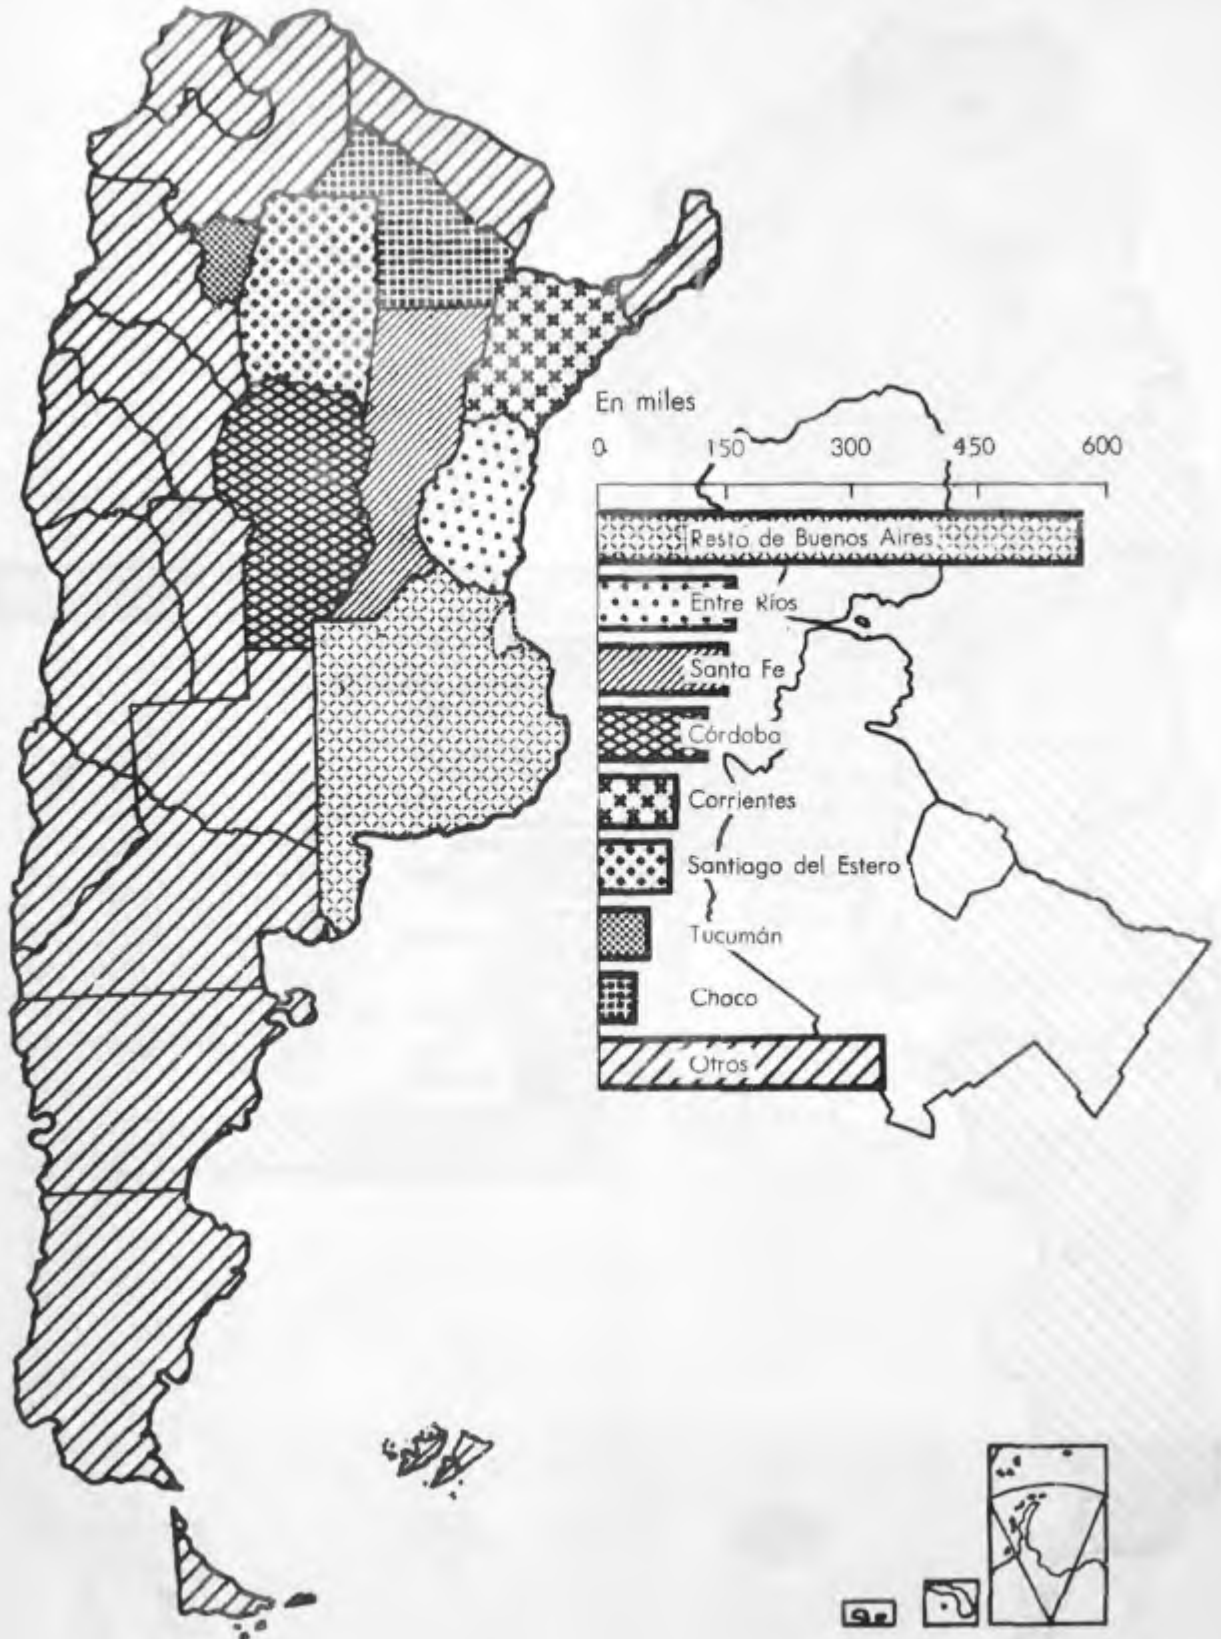 En miles
0 150 300 450 600
Resto de Buenos Aires
Entre Ríos
Santa Fe
Córdoba
Corrientes
Santiago del Estero
Tucumán
Chaco
Otros